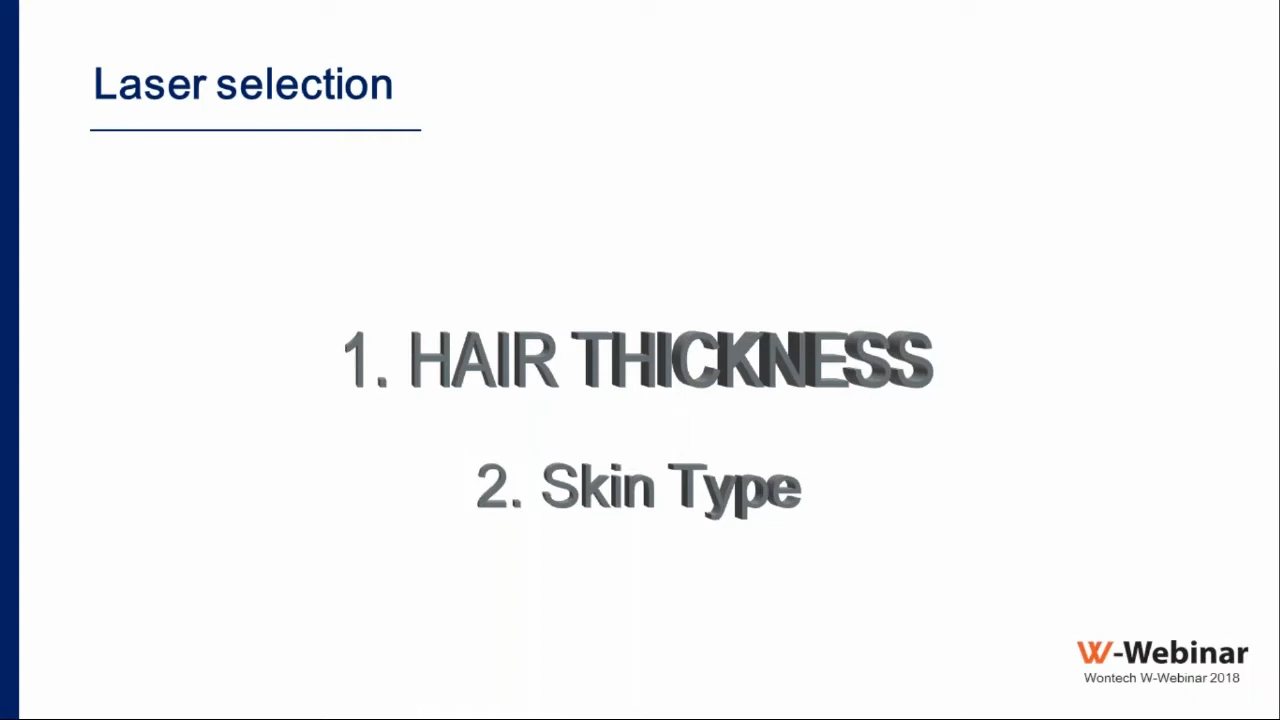 Laser selection
1. HAIR THICKNESS
2. Skin Type
W-Webinar
Wontech W-Webinar 2018